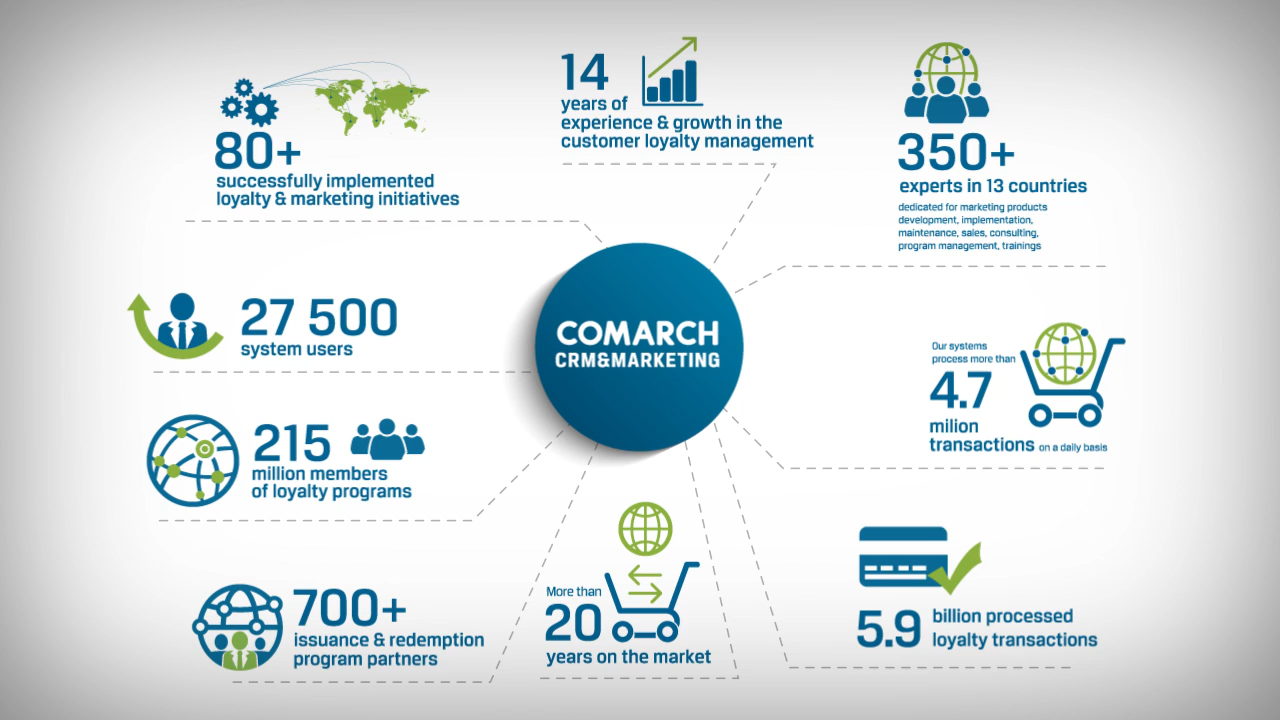 80+
successfully implemented
loyalty & marketing initiatives
14
years of
experience & growth in the
customer loyalty management
350+
experts in 13 countries
dedicated for marketing products
development, implementation,
maintenance, sales, consulting,
program management, trainings
27 500
system users
COMARCH
CRM&MARKETING
Our systems
process more than
4.7
milion
transactions on a daily basis
215
million members
of loyalty programs
700+
issuance & redemption
program partners
More than
20
years on the market
5.9
billion processed
loyalty transactions